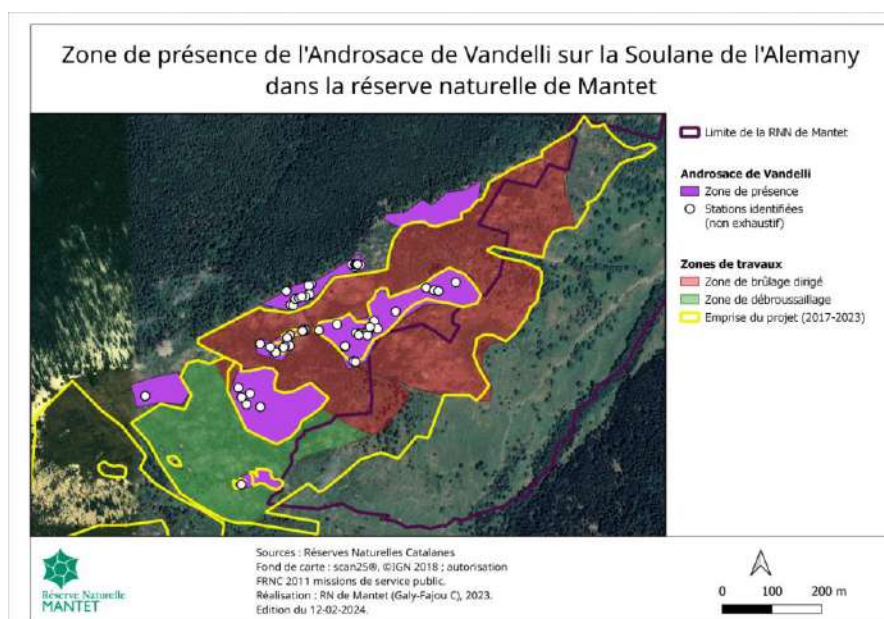 Zone de présence de l'Androsace de Vandelli sur la Soulane de l'Alemany
dans la réserve naturelle de Mantet
Limite de la RNN de Mantet
Androsace de Vandelli
Zone de présence
Stations identifiées
(non exhaustif)
Zones de travaux
Zone de brûlage dirigé
Zone de débroussaillage
Emprise du projet (2017-2023)
Réserve Naturelle
MANTET
Sources : Réserves Naturelles Catalanes
Fond de carte : scan25®, ©IGN 2018 ; autorisation
FRNC 2011 missions de service public.
Réalisation : RN de Mantet (Galy-Fajou C), 2023.
Edition du 12-02-2024.
0 100 200 m